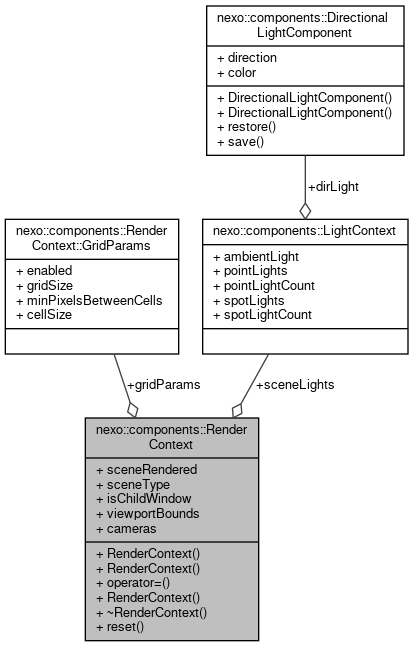 nexo::components::Directional
LightComponent
+ direction
+ color
+ DirectionalLightComponent()
+ DirectionalLightComponent()
+ restore()
+ save()
+dirLight
nexo::components::Render
Context::GridParams
+ enabled
+ gridSize
+ minPixelsBetweenCells
+ cellSize
nexo::components::LightContext
+ ambientLight
+ pointLights
+ pointLightCount
+ spotLights
+ spotLightCount
+gridParams
+sceneLights
nexo::components::Render
Context
+ sceneRendered
+ sceneType
+ isChildWindow
+ viewportBounds
+ cameras
+ RenderContext()
+ RenderContext()
+ operator=()
+ RenderContext()
+ ~RenderContext()
+ reset()